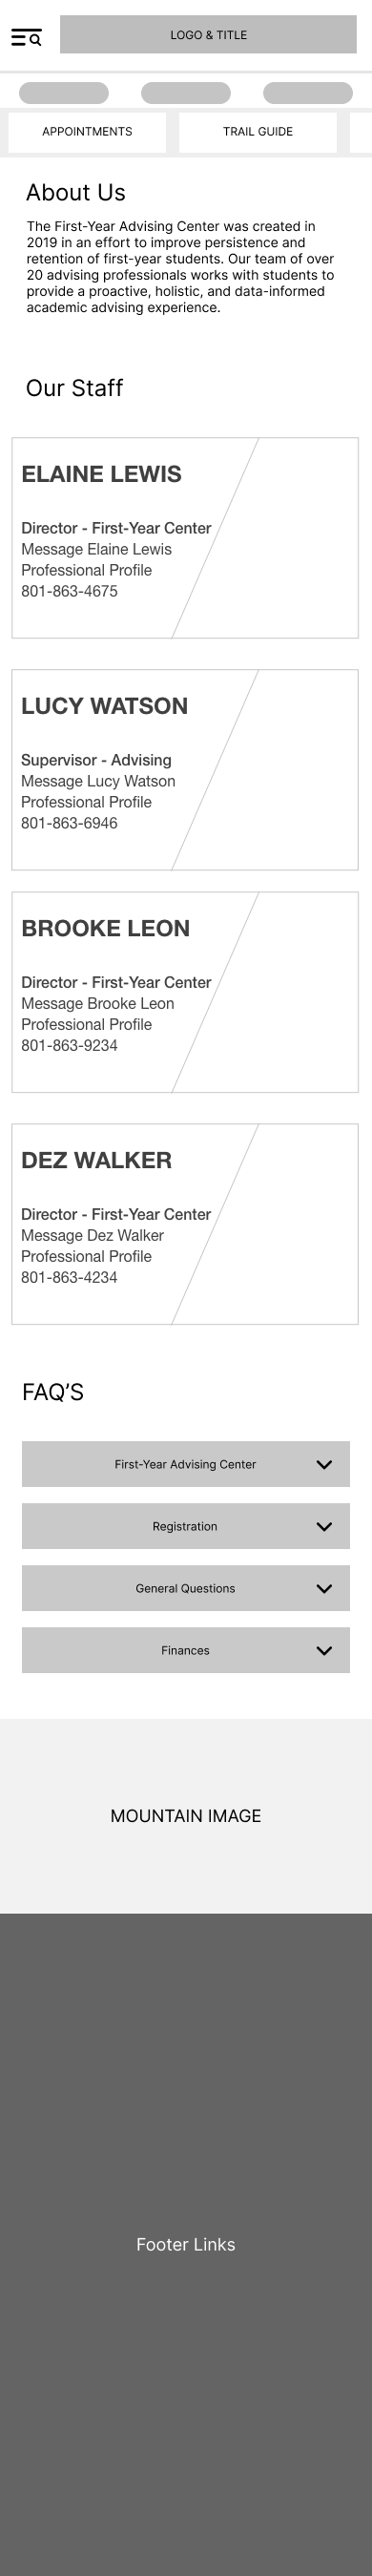 LOGO & TITLE
APPOINTMENTS
TRAIL GUIDE
About Us
The First-Year Advising Center was created in
2019 in an effort to improve persistence and
retention of first-year students. Our team of over
20 advising professionals works with students to
provide a proactive, holistic, and data-informed
academic advising experience.
Our Staff
ELAINE LEWIS
Director - First-Year Center
Message Elaine Lewis
Professional Profile
801-863-4675
LUCY WATSON
Supervisor - Advising
Message Lucy Watson
Professional Profile
801-863-6946
BROOKE LEON
Director - First-Year Center
Message Brooke Leon
Professional Profile
801-863-9234
DEZ WALKER
Director - First-Year Center
Message Dez Walker
Professional Profile
801-863-4234
FAQ’S
First-Year Advising Center
Registration
General Questions
Finances
MOUNTAIN IMAGE
Footer Links